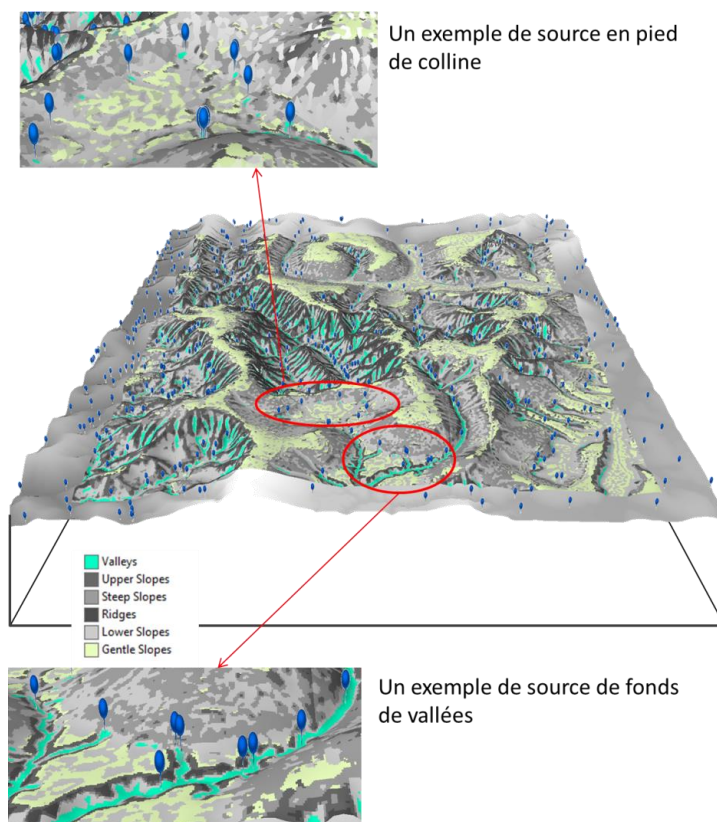 Un exemple de source en pied
de colline
Valleys
Upper Slopes
Steep Slopes
Ridges
Lower Slopes
Gentle Slopes
Un exemple de source de fonds
de vallées